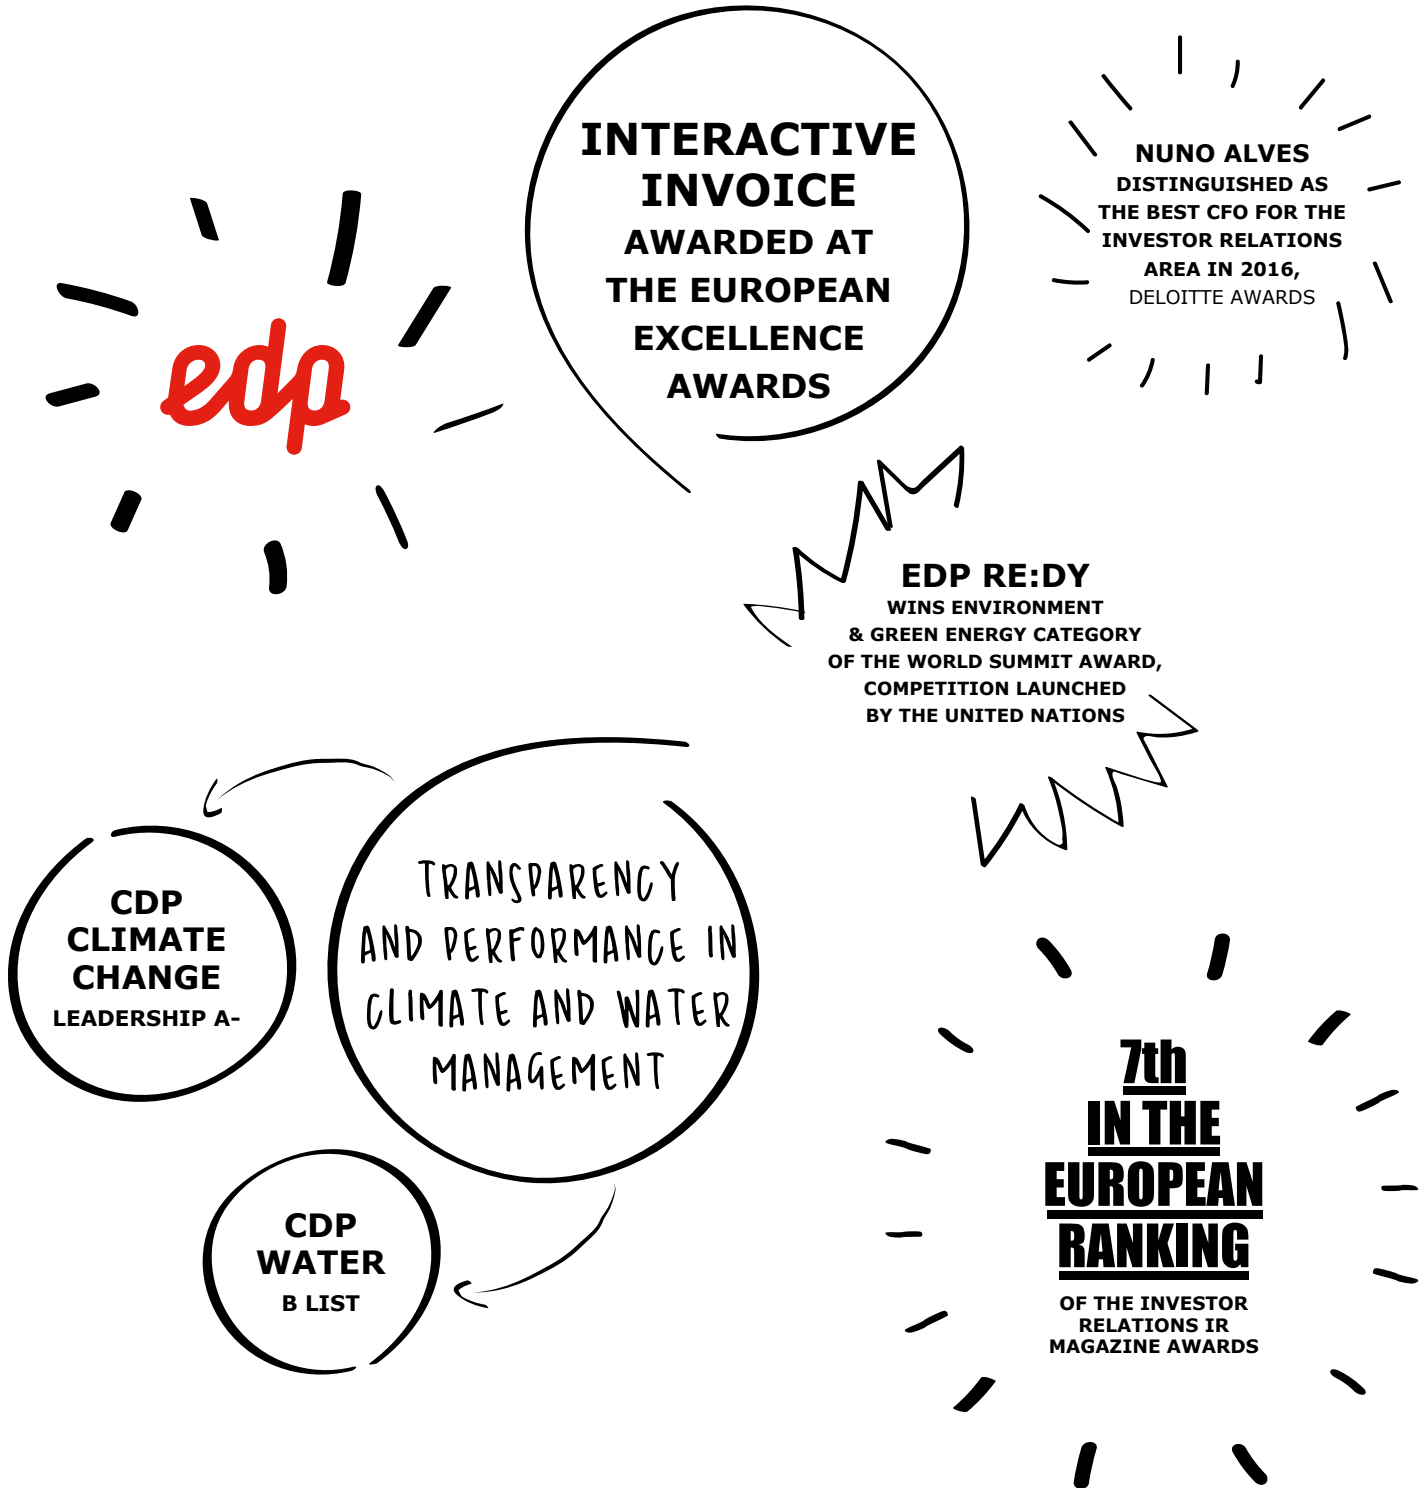 INTERACTIVE
INVOICE
AWARDED AT
THE EUROPEAN
EXCELLENCE
AWARDS
NUNO ALVES
DISTINGUISHED AS
THE BEST CFO FOR THE
INVESTOR RELATIONS
AREA IN 2016,
DELOITTE AWARDS
edp
EDP RE:DY
WINS ENVIRONMENT
& GREEN ENERGY CATEGORY
OF THE WORLD SUMMIT AWARD,
COMPETITION LAUNCHED
BY THE UNITED NATIONS
TRANSPARENCY
AND PERFORMANCE IN
CLIMATE AND WATER
MANAGEMENT
CDP
CLIMATE
CHANGE
LEADERSHIP A-
CDP
WATER
B LIST
7th
IN THE
EUROPEAN
RANKING
OF THE INVESTOR
RELATIONS IR
MAGAZINE AWARDS